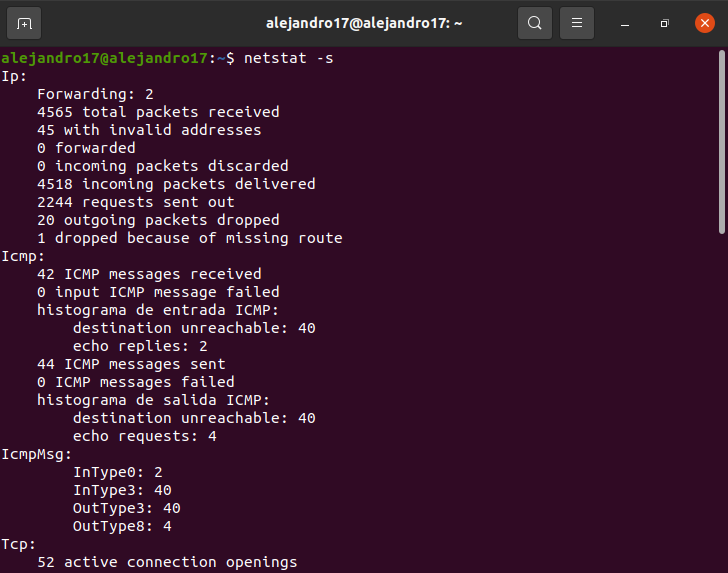 alejandro17@alejandro17: ~
alejandro17@alejandro17:~$ netstat -s
Ip:
    Forwarding: 2
    4565 total packets received
    45 with invalid addresses
    0 forwarded
    0 incoming packets discarded
    4518 incoming packets delivered
    2244 requests sent out
    20 outgoing packets dropped
    1 dropped because of missing route
Icmp:
    42 ICMP messages received
    0 input ICMP message failed
    histograma de entrada ICMP:
        destination unreachable: 40
        echo replies: 2
    44 ICMP messages sent
    0 ICMP messages failed
    histograma de salida ICMP:
        destination unreachable: 40
        echo requests: 4
IcmpMsg:
        InType0: 2
        InType3: 40
        OutType3: 40
        OutType8: 4
Tcp:
    52 active connection openings